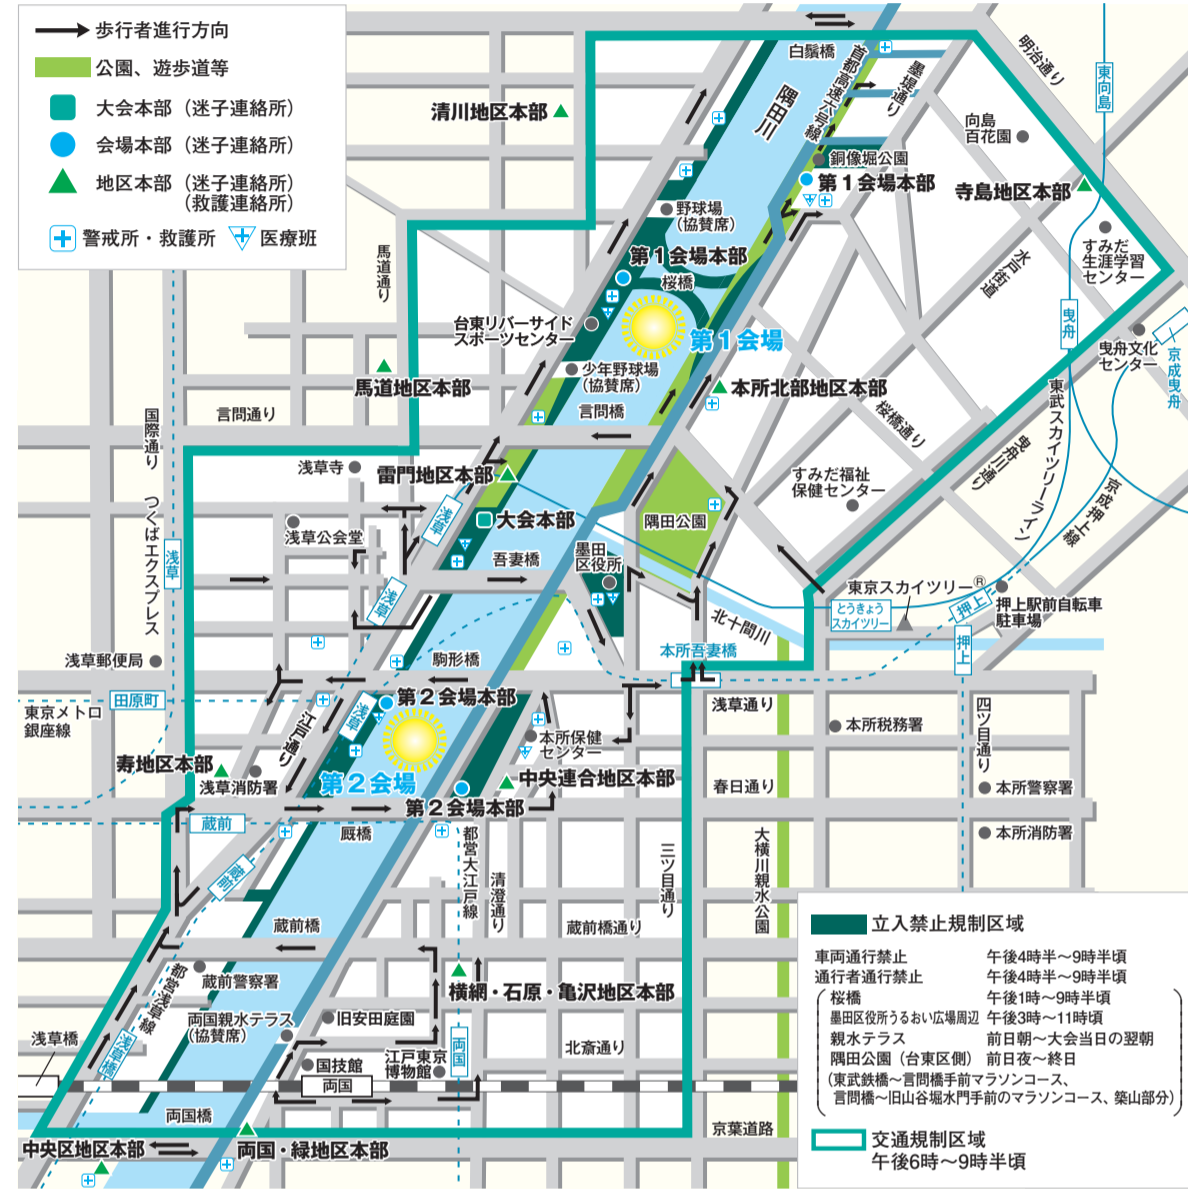 歩行者進行方向
公園、遊歩道等
大会本部（迷子連絡所）
会場本部（迷子連絡所）
地区本部（迷子連絡所）
（救護連絡所）
警戒所・救護所
医療班
白鬚橋
首都高速六号線
墨堤通り
明治通り
東向島
隅田川
清川地区本部
向島
百花園
銅像堀公園
第１会場本部
寺島地区本部
野球場
（協賛席）
すみだ
生涯学習
センター
馬道通り
第１会場本部
桜橋
水戸街道
曳舟
台東リバーサイド
スポーツセンター
第１会場
曳舟文化
センター
京成曳舟
少年野球場
（協賛席）
馬道地区本部
本所北部地区本部
言問通り
言問橋
桜橋通り
曳舟川通り
東武スカイツリーライン
京成押上線
国際通り
つくばエクスプレス
浅草
浅草寺
雷門地区本部
すみだ福祉
保健センター
浅草
大会本部
隅田公園
浅草公会堂
吾妻橋
墨田
区役所
浅草
東京スカイツリー®
とうきょう
スカイツリー
押上
押上
押上駅前自転車
駐車場
北十間川
本所吾妻橋
浅草郵便局
駒形橋
田原町
東京メトロ
銀座線
江戸通り
浅草
第２会場本部
浅草通り
本所税務署
四ツ目通り
本所保健
センター
寿地区本部
浅草消防署
第２会場
中央連合地区本部
春日通り
本所警察署
第２会場本部
蔵前
厩橋
本所消防署
都営大江戸線
清澄通り
三ツ目通り
大横川親水公園
蔵前
蔵前橋
蔵前橋通り
都営浅草線
蔵前警察署
横網・石原・亀沢地区本部
両国親水テラス
（協賛席）
旧安田庭園
浅草橋
浅草橋
国技館
江戸東京
博物館
両国
北斎通り
両国
両国橋
京葉道路
中央区地区本部
両国・緑地区本部
立入禁止規制区域
車両通行禁止 午後4時半～9時半頃
通行者通行禁止 午後4時半～9時半頃
桜橋 午後1時～9時半頃
墨田区役所うるおい広場周辺 午後3時～11時頃
親水テラス 前日朝～大会当日の翌朝
隅田公園（台東区側） 前日夜～終日
（東武鉄橋～言問橋手前マラソンコース、
言問橋～旧山谷堀水門手前のマラソンコース、築山部分）
交通規制区域
午後6時～9時半頃